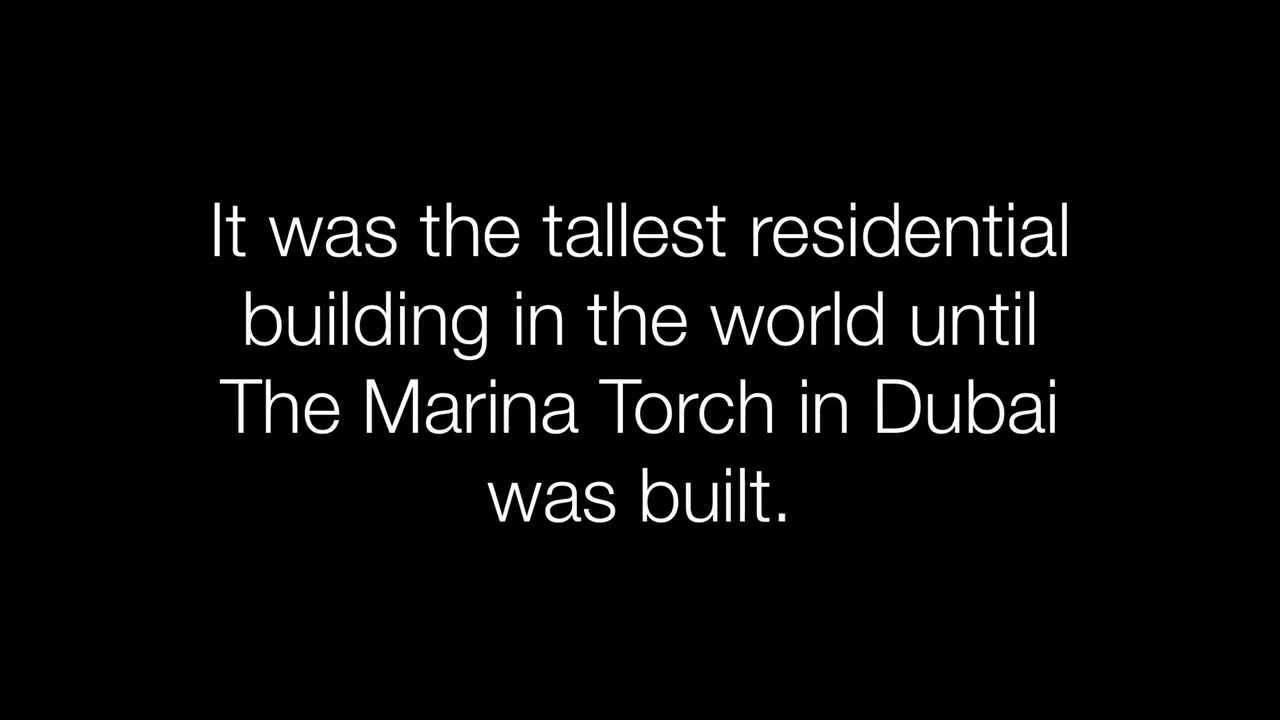 It was the tallest residential
building in the world until
The Marina Torch in Dubai
was built.